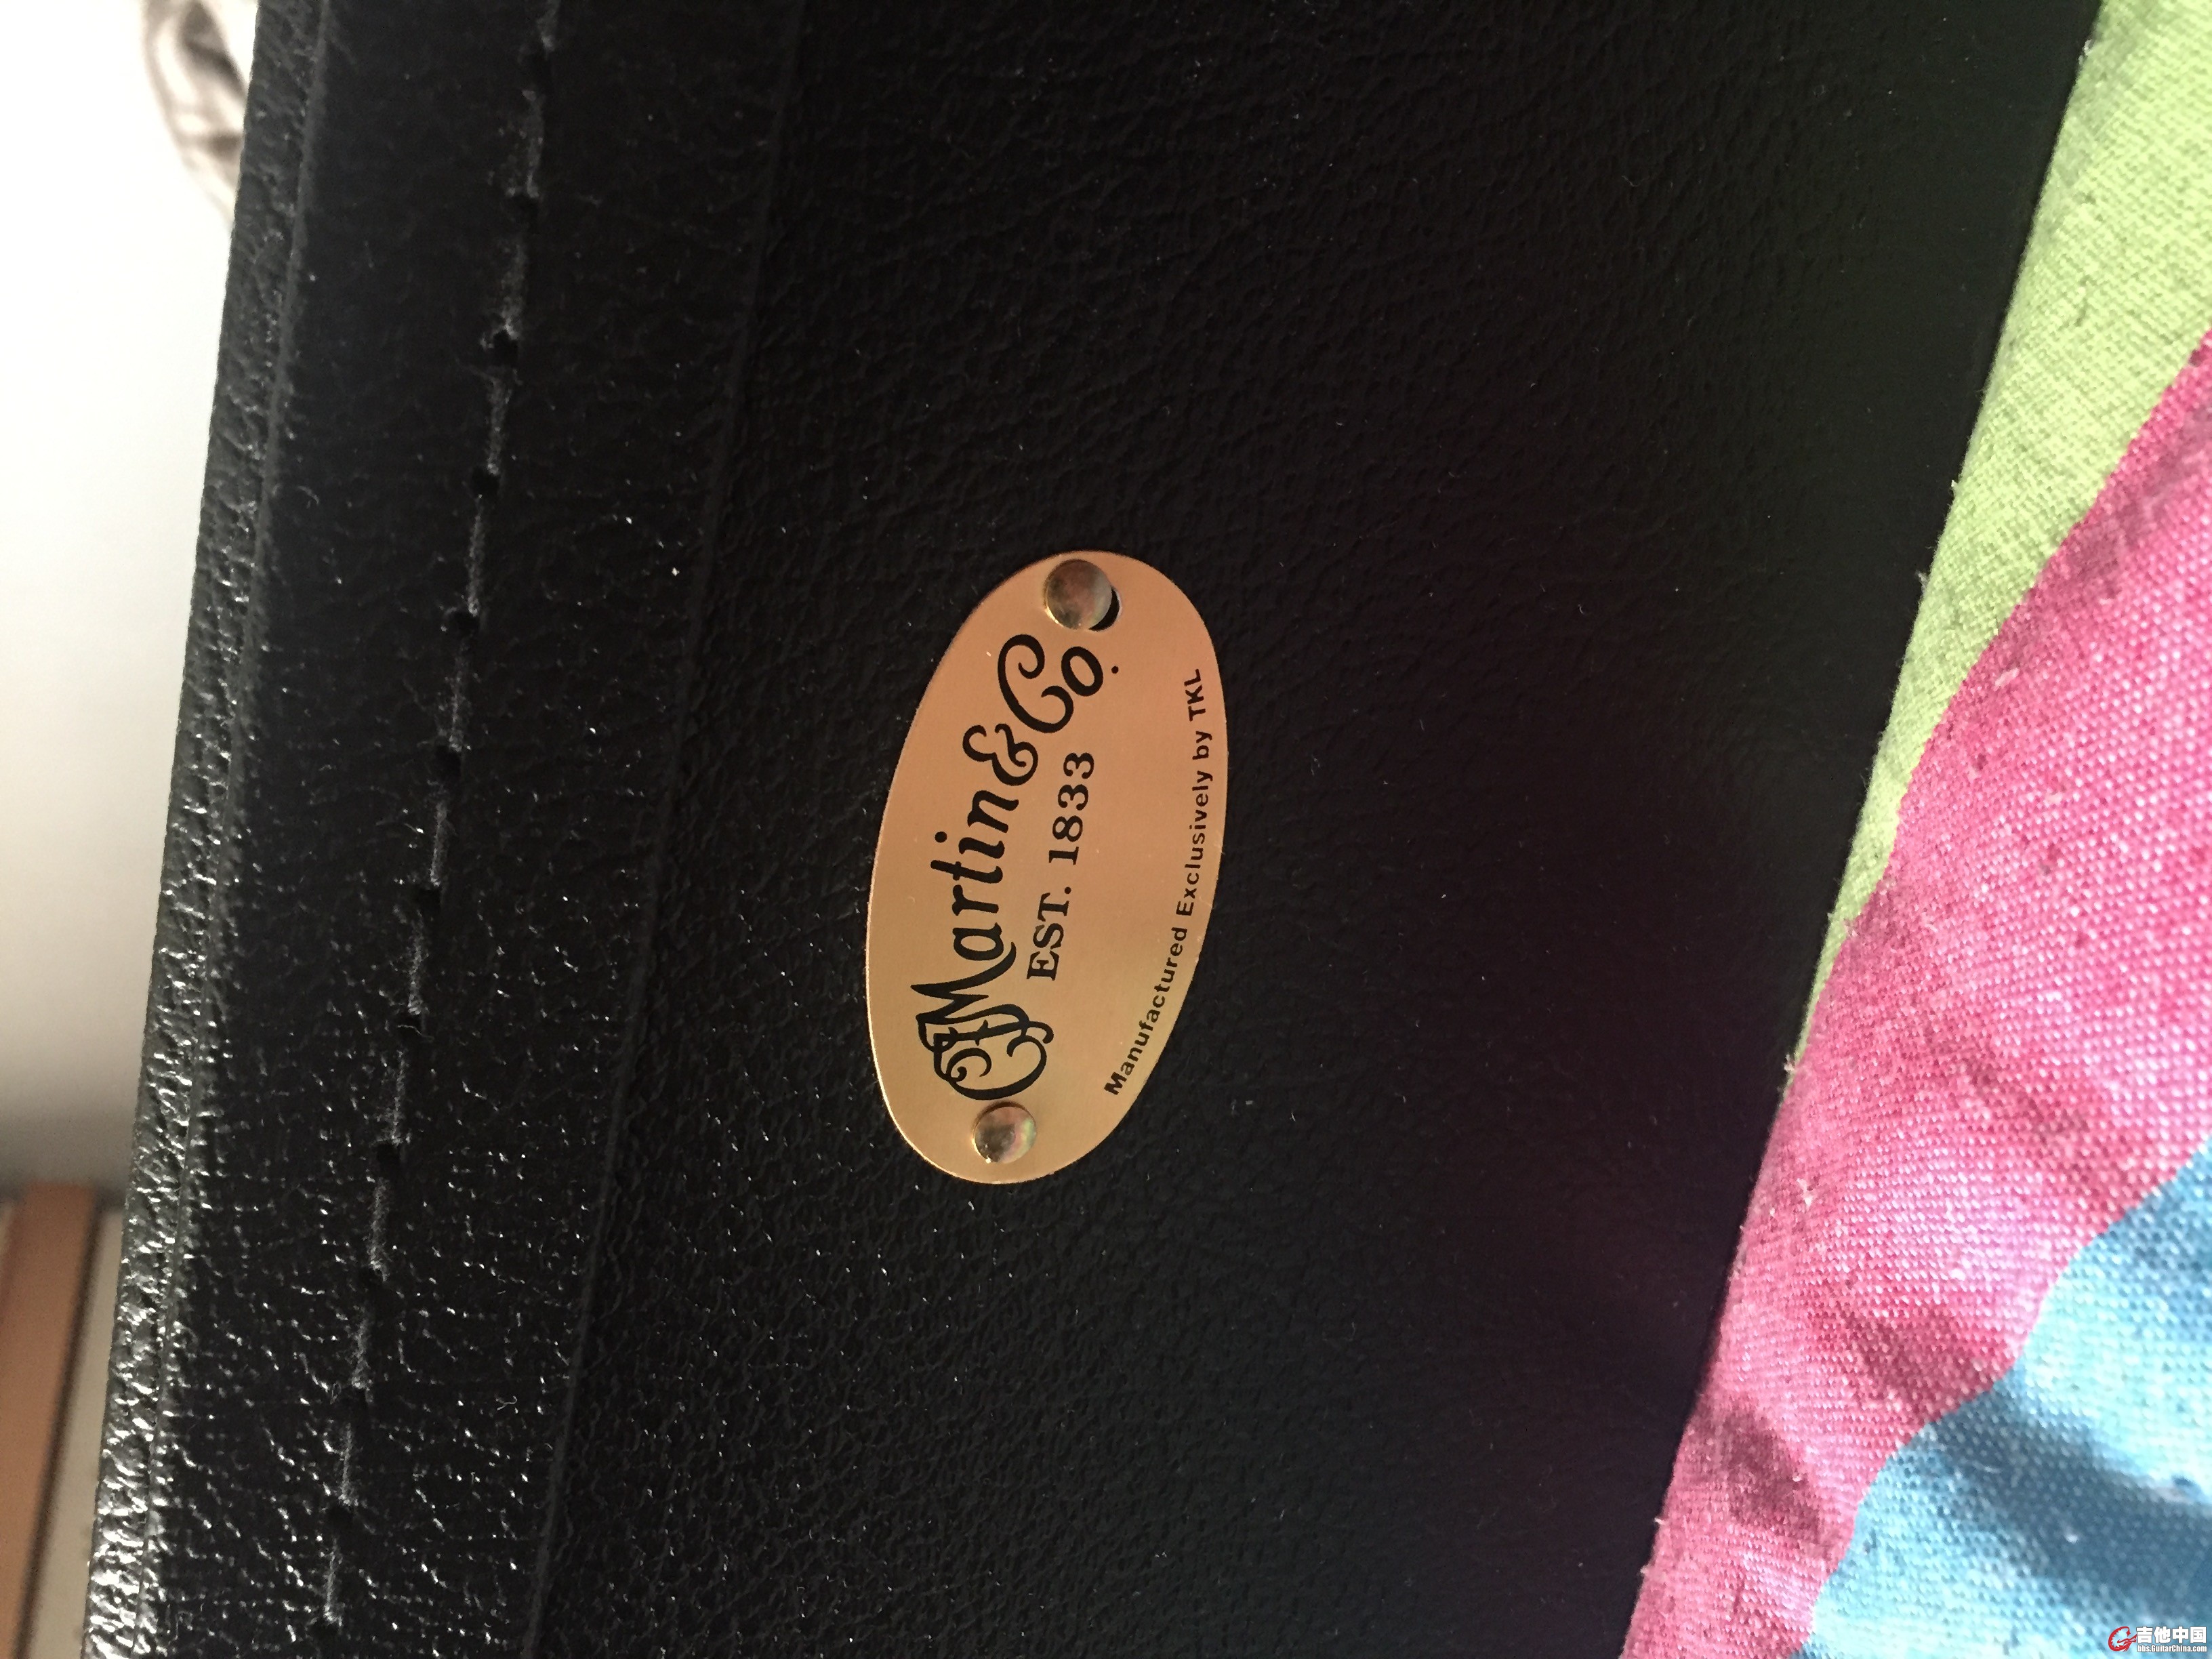 CFMartin & Co.
EST. 1833
Manufactured Exclusively by TKL
吉他中国
bbs.GuitarChina.com